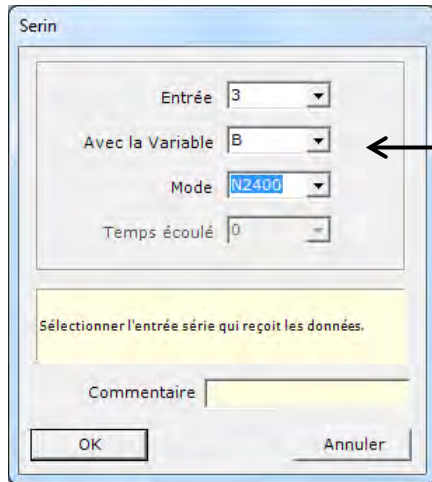 Serin
Entrée 3
Avec la Variable B
Mode N2400
Temps écoulé 0
Sélectionner l'entrée série qui reçoit les données.
Commentaire
OK Annuler